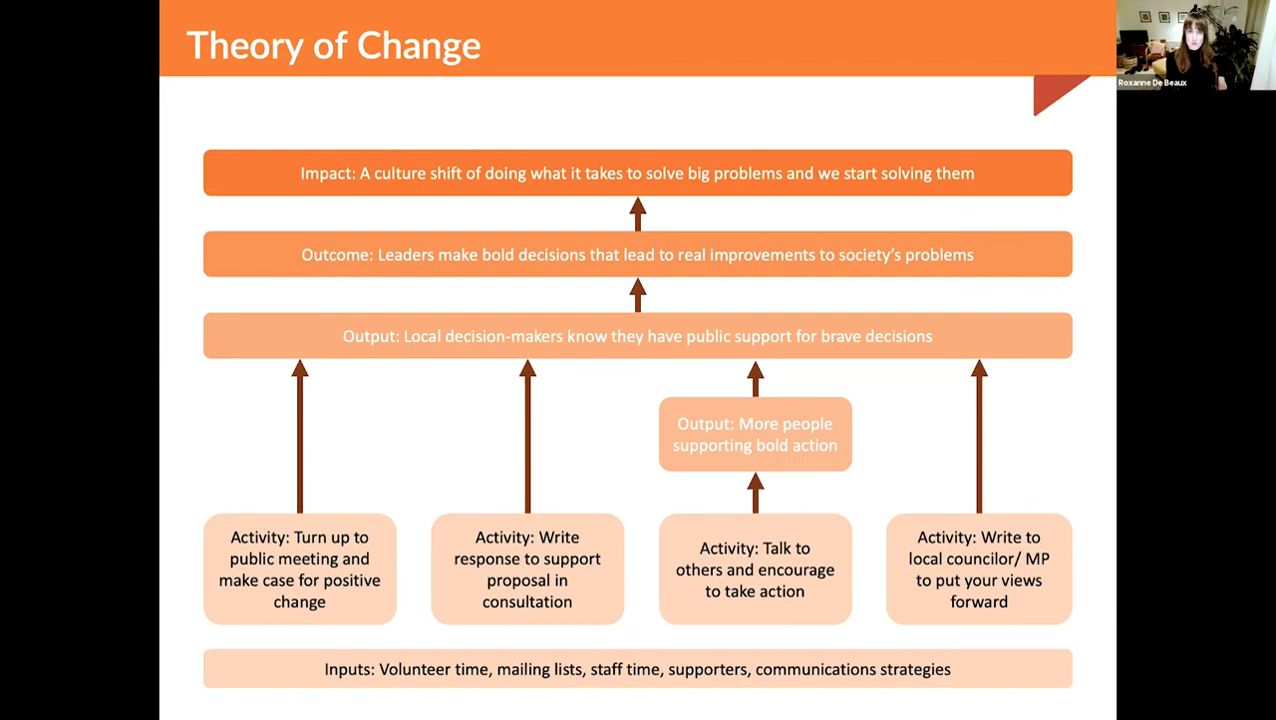 Theory of Change
Roxanne De Beaux
Impact: A culture shift of doing what it takes to solve big problems and we start solving them
Outcome: Leaders make bold decisions that lead to real improvements to society’s problems
Output: Local decision-makers know they have public support for brave decisions
Output: More people
supporting bold action
Activity: Turn up to
public meeting and
make case for positive
change
Activity: Write
response to support
proposal in
consultation
Activity: Talk to
others and encourage
to take action
Activity: Write to
local councilor/ MP
to put your views
forward
Inputs: Volunteer time, mailing lists, staff time, supporters, communications strategies